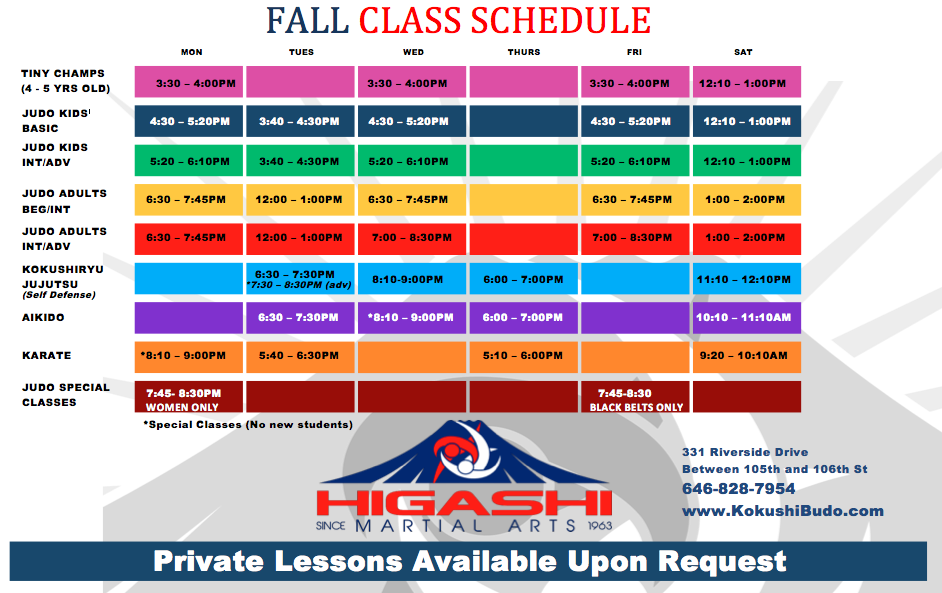 FALL CLASS SCHEDULE
MON TUES WED THURS FRI SAT
TINY CHAMPS
(4 - 5 YRS OLD)
3:30 – 4:00PM 3:30 – 4:00PM 3:30 – 4:00PM 12:10 – 1:00PM
JUDO KIDS'
BASIC
4:30 – 5:20PM 3:40 – 4:30PM 4:30 – 5:20PM 4:30 – 5:20PM 12:10 – 1:00PM
JUDO KIDS
INT/ADV
5:20 – 6:10PM 3:40 – 4:30PM 5:20 – 6:10PM 5:20 – 6:10PM 12:10 – 1:00PM
JUDO ADULTS
BEG/INT
6:30 – 7:45PM 12:00 – 1:00PM 6:30 – 7:45PM 6:30 – 7:45PM 1:00 – 2:00PM
JUDO ADULTS
INT/ADV
6:30 – 7:45PM 12:00 – 1:00PM 7:00 – 8:30PM 7:00 – 8:30PM 1:00 – 2:00PM
KOKUSHIRYU
JUJUTSU
(Self Defense)
6:30 – 7:30PM
*7:30 – 8:30PM (adv)
8:10-9:00PM 6:00 – 7:00PM 11:10 – 12:10PM
AIKIDO
6:30 – 7:30PM *8:10 – 9:00PM 6:00 – 7:00PM 10:10 – 11:10AM
KARATE
*8:10 – 9:00PM 5:40 – 6:30PM 5:10 – 6:00PM 9:20 – 10:10AM
JUDO SPECIAL
CLASSES
7:45- 8:30PM
WOMEN ONLY
7:45-8:30
BLACK BELTS ONLY
*Special Classes (No new students)
HIGASHI
SINCE MARTIAL ARTS 1963
331 Riverside Drive
Between 105th and 106th St
646-828-7954
www.KokushiBudo.com
Private Lessons Available Upon Request